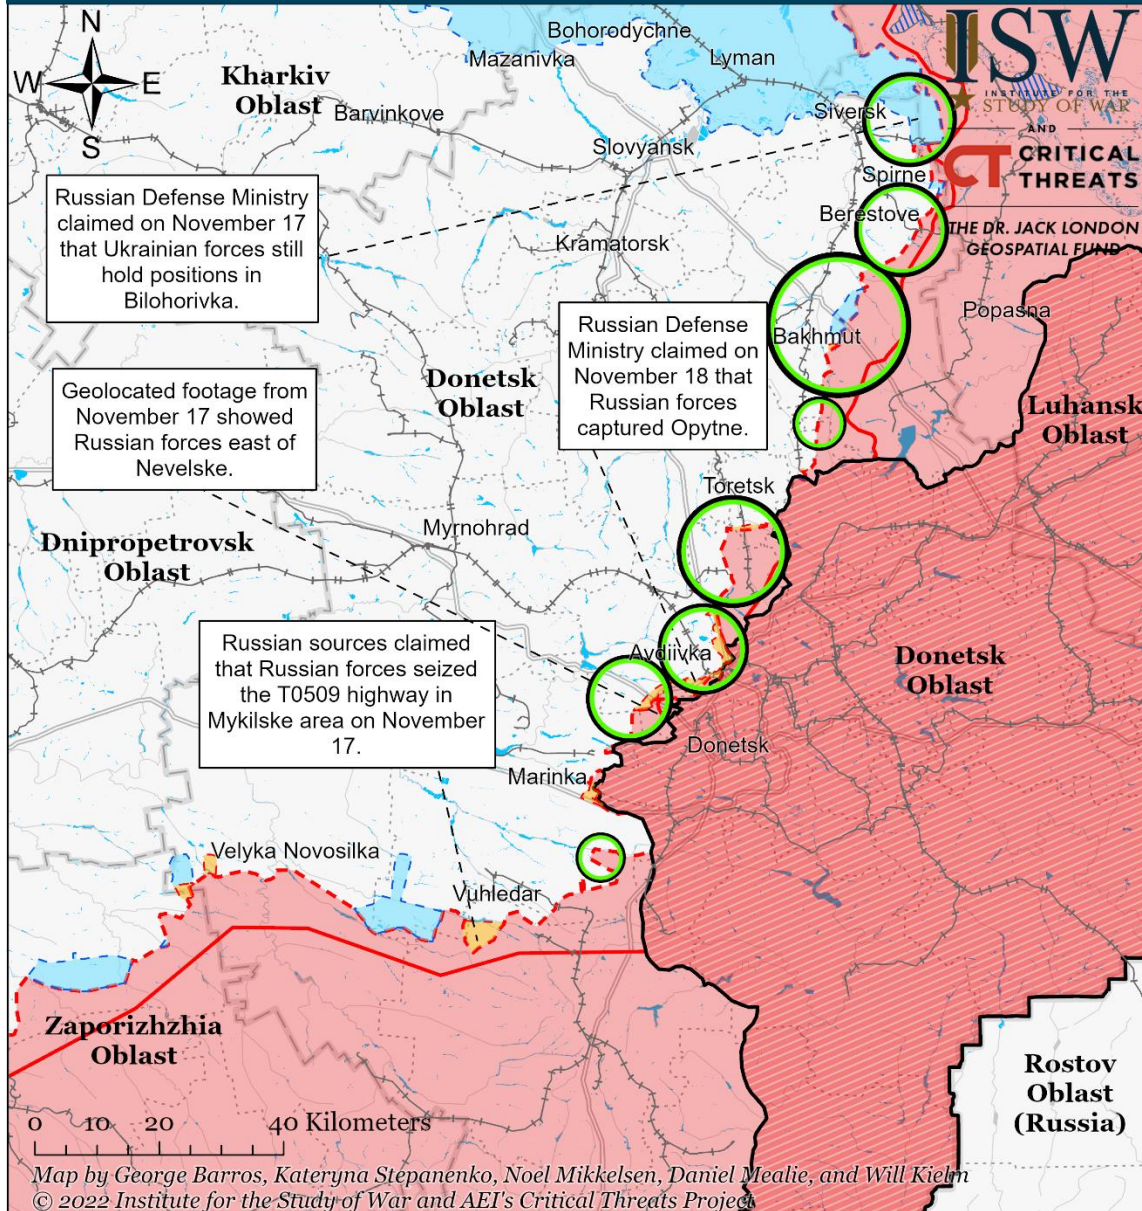 N
W
E
S
Kharkiv
Oblast
Barvinkove
Mazanivka
Bohorodychne
Lyman
ISW
INSTITUTE FOR THE
STUDY OF WAR
AND
CT CRITICAL
THREATS
THE DR. JACK LONDON
GEOSPATIAL FUND
Siversk
Slovyansk
Spirne
Berestove
Kramatorsk
Russian Defense Ministry
claimed on November 17
that Ukrainian forces still
hold positions in
Bilohorivka.
Popasna
Bakhmut
Russian Defense
Ministry claimed on
November 18 that
Russian forces
captured Opytne.
Donetsk
Oblast
Geolocated footage from
November 17 showed
Russian forces east of
Nevelske.
Luhansk
Oblast
Toretsk
Myrnohrad
Dnipropetrovsk
Oblast
Russian sources claimed
that Russian forces seized
the T0509 highway in
Mykilske area on November
17.
Avdiivka
Donetsk
Oblast
Donetsk
Marinka
Velyka Novosilka
Vuhledar
Zaporizhzhia
Oblast
Rostov
Oblast
(Russia)
0 10 20 40 Kilometers
Map by George Barros, Kateryna Stepanenko, Noel Mikkelsen, Daniel Mealie, and Will Kielm
© 2022 Institute for the Study of War and AEI's Critical Threats Project